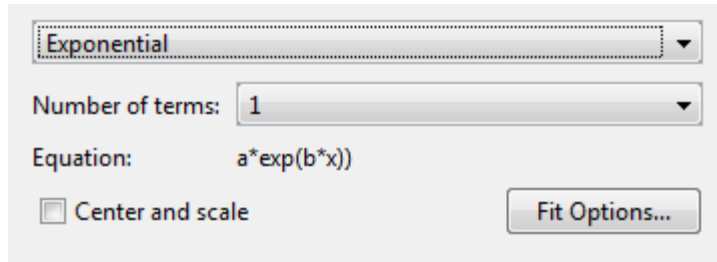 Exponential
Number of terms: 1
Equation: a*exp(b*x))
Center and scale Fit Options...